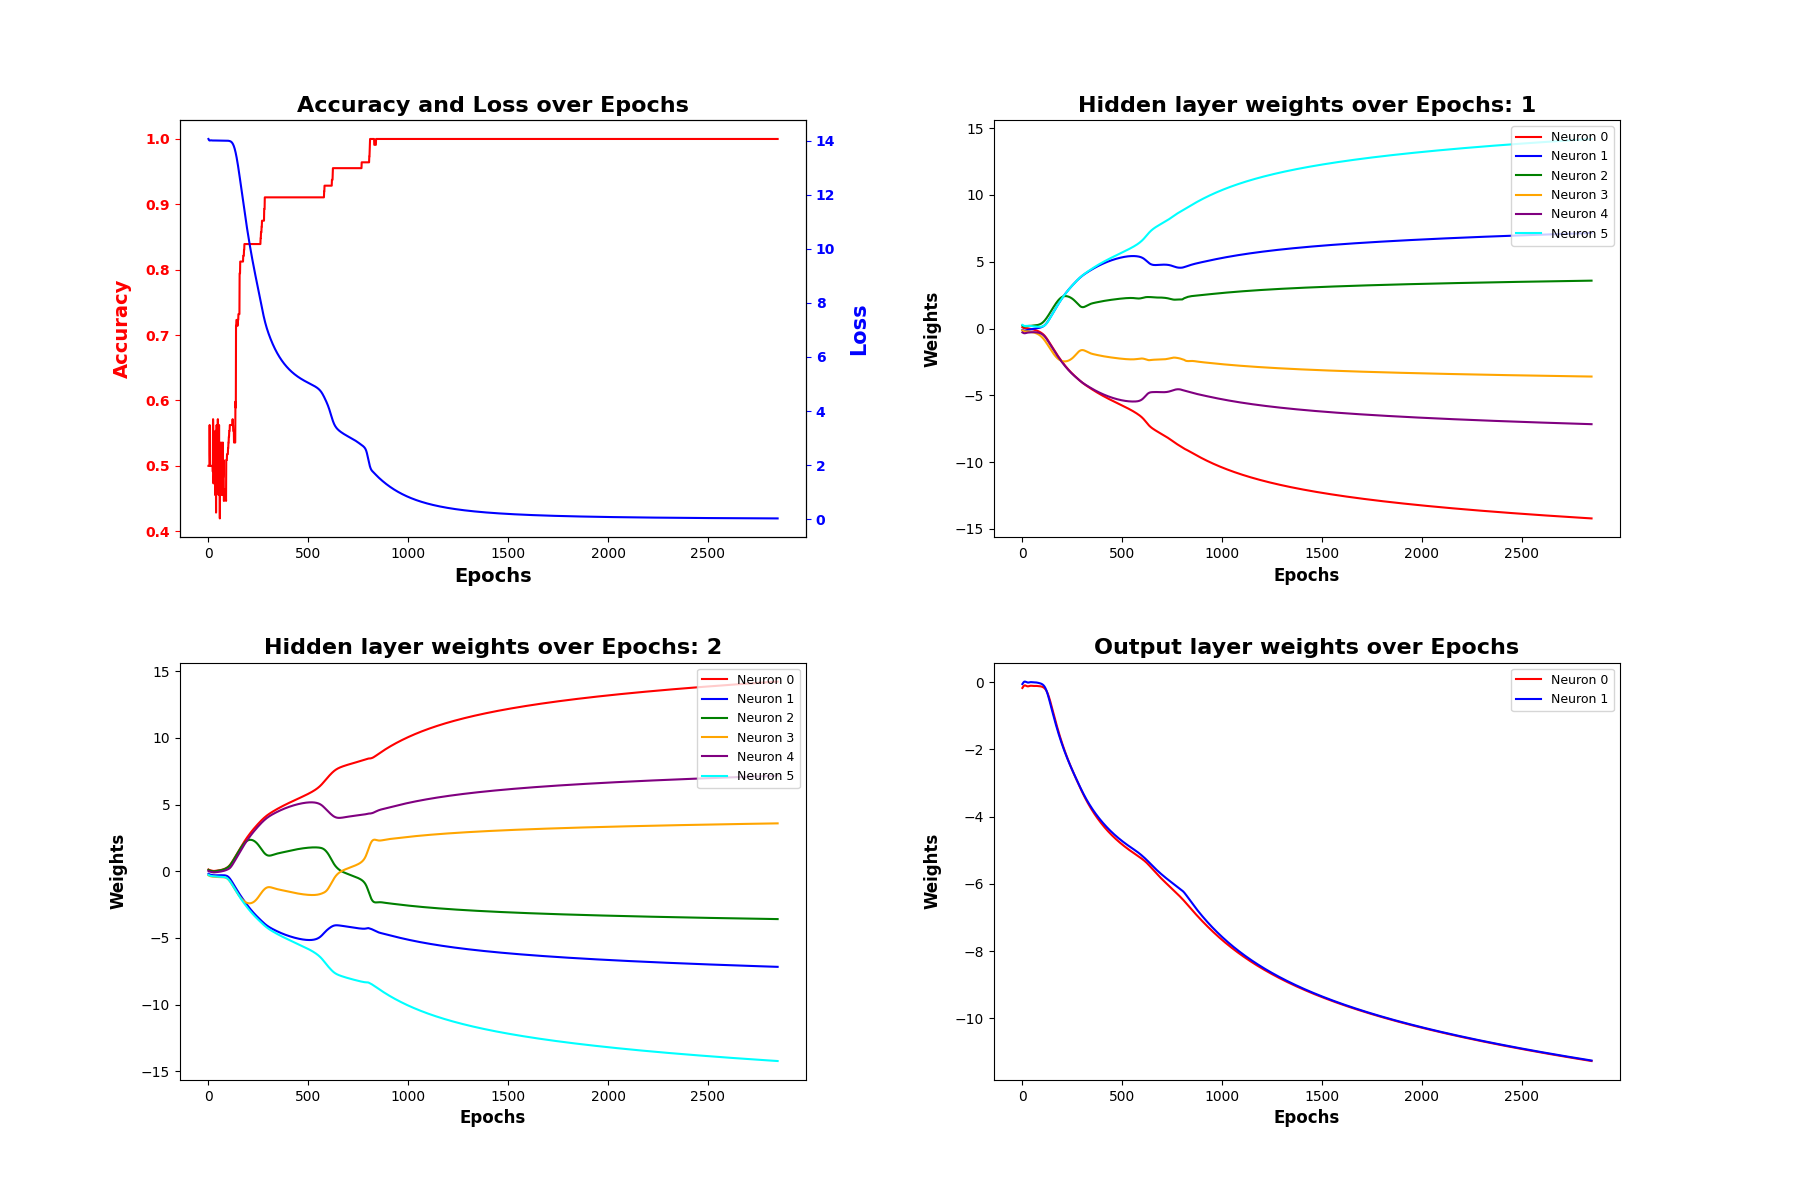 Accuracy and Loss over Epochs
1.0
0.9
0.8
0.7
0.6
0.5
0.4
Accuracy
14
12
10
8
6
4
2
0
Loss
0 500 1000 1500 2000 2500
Epochs
Hidden layer weights over Epochs: 1
15
10
5
0
−5
−10
−15
Weights
Neuron 0
Neuron 1
Neuron 2
Neuron 3
Neuron 4
Neuron 5
0 500 1000 1500 2000 2500
Epochs
Hidden layer weights over Epochs: 2
15
10
5
0
−5
−10
−15
Weights
Neuron 0
Neuron 1
Neuron 2
Neuron 3
Neuron 4
Neuron 5
0 500 1000 1500 2000 2500
Epochs
Output layer weights over Epochs
0
−2
−4
−6
−8
−10
Weights
Neuron 0
Neuron 1
0 500 1000 1500 2000 2500
Epochs